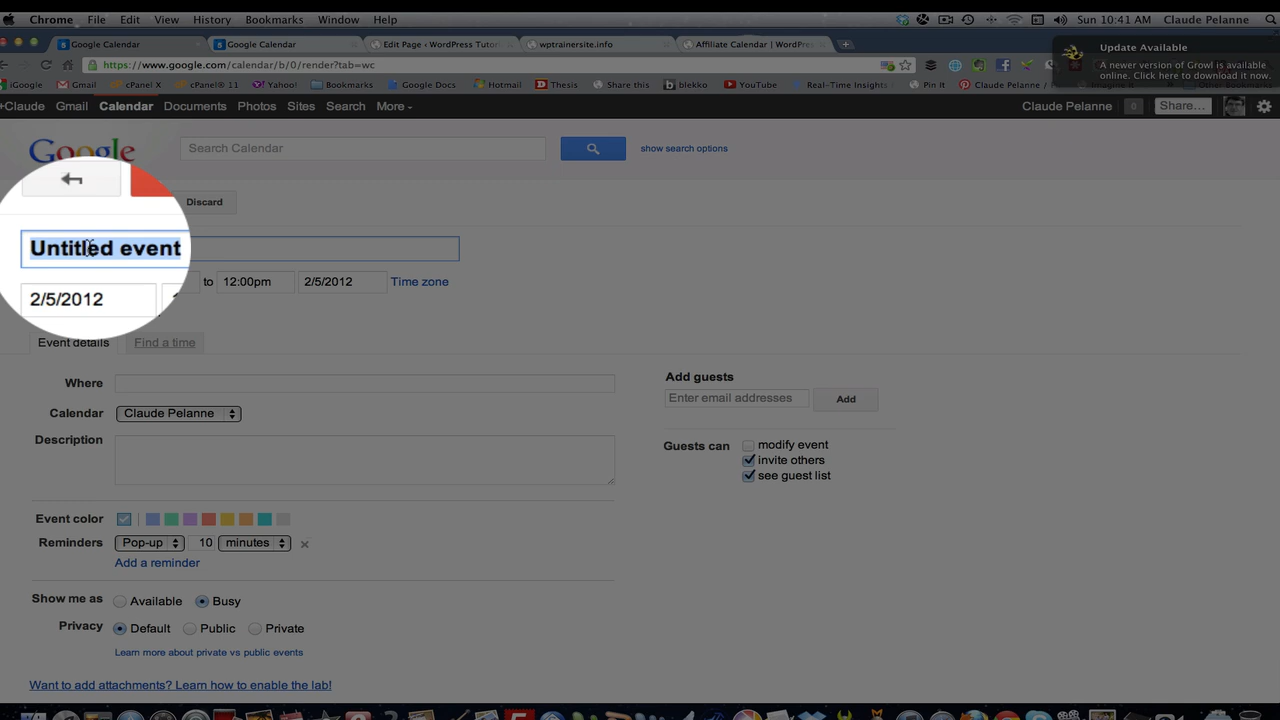 Chrome File Edit View History Bookmarks Window Help Sun 10:41 AM Claude Pelanne
Google Calendar Google Calendar Edit Page ‹ WordPress Tutor wptrainersite.info Affiliate Calendar | WordPres
Update Available
A newer version of Growl is available
online. Click here to download it now.
https://www.google.com/calendar/b/0/render?tab=wc
iGoogle Gmail cPanel X cPanel® 11 Yahoo! Bookmarks Google Docs Hotmail Thesis Share this blekko YouTube Real-Time Insights Pin It Claude Pelanne / Imagine It Other Bookmarks
+Claude Gmail Calendar Documents Photos Sites Search More Claude Pelanne 0 Share...
Google Search Calendar show search options
Discard
Untitled event
2/5/2012 to 12:00pm 2/5/2012 Time zone
Event details Find a time
Where
Calendar Claude Pelanne
Description
Add guests
Enter email addresses Add
Guests can modify event
invite others
see guest list
Event color
Reminders Pop-up 10 minutes
Add a reminder
Show me as Available Busy
Privacy Default Public Private
Learn more about private vs public events
Want to add attachments? Learn how to enable the lab!